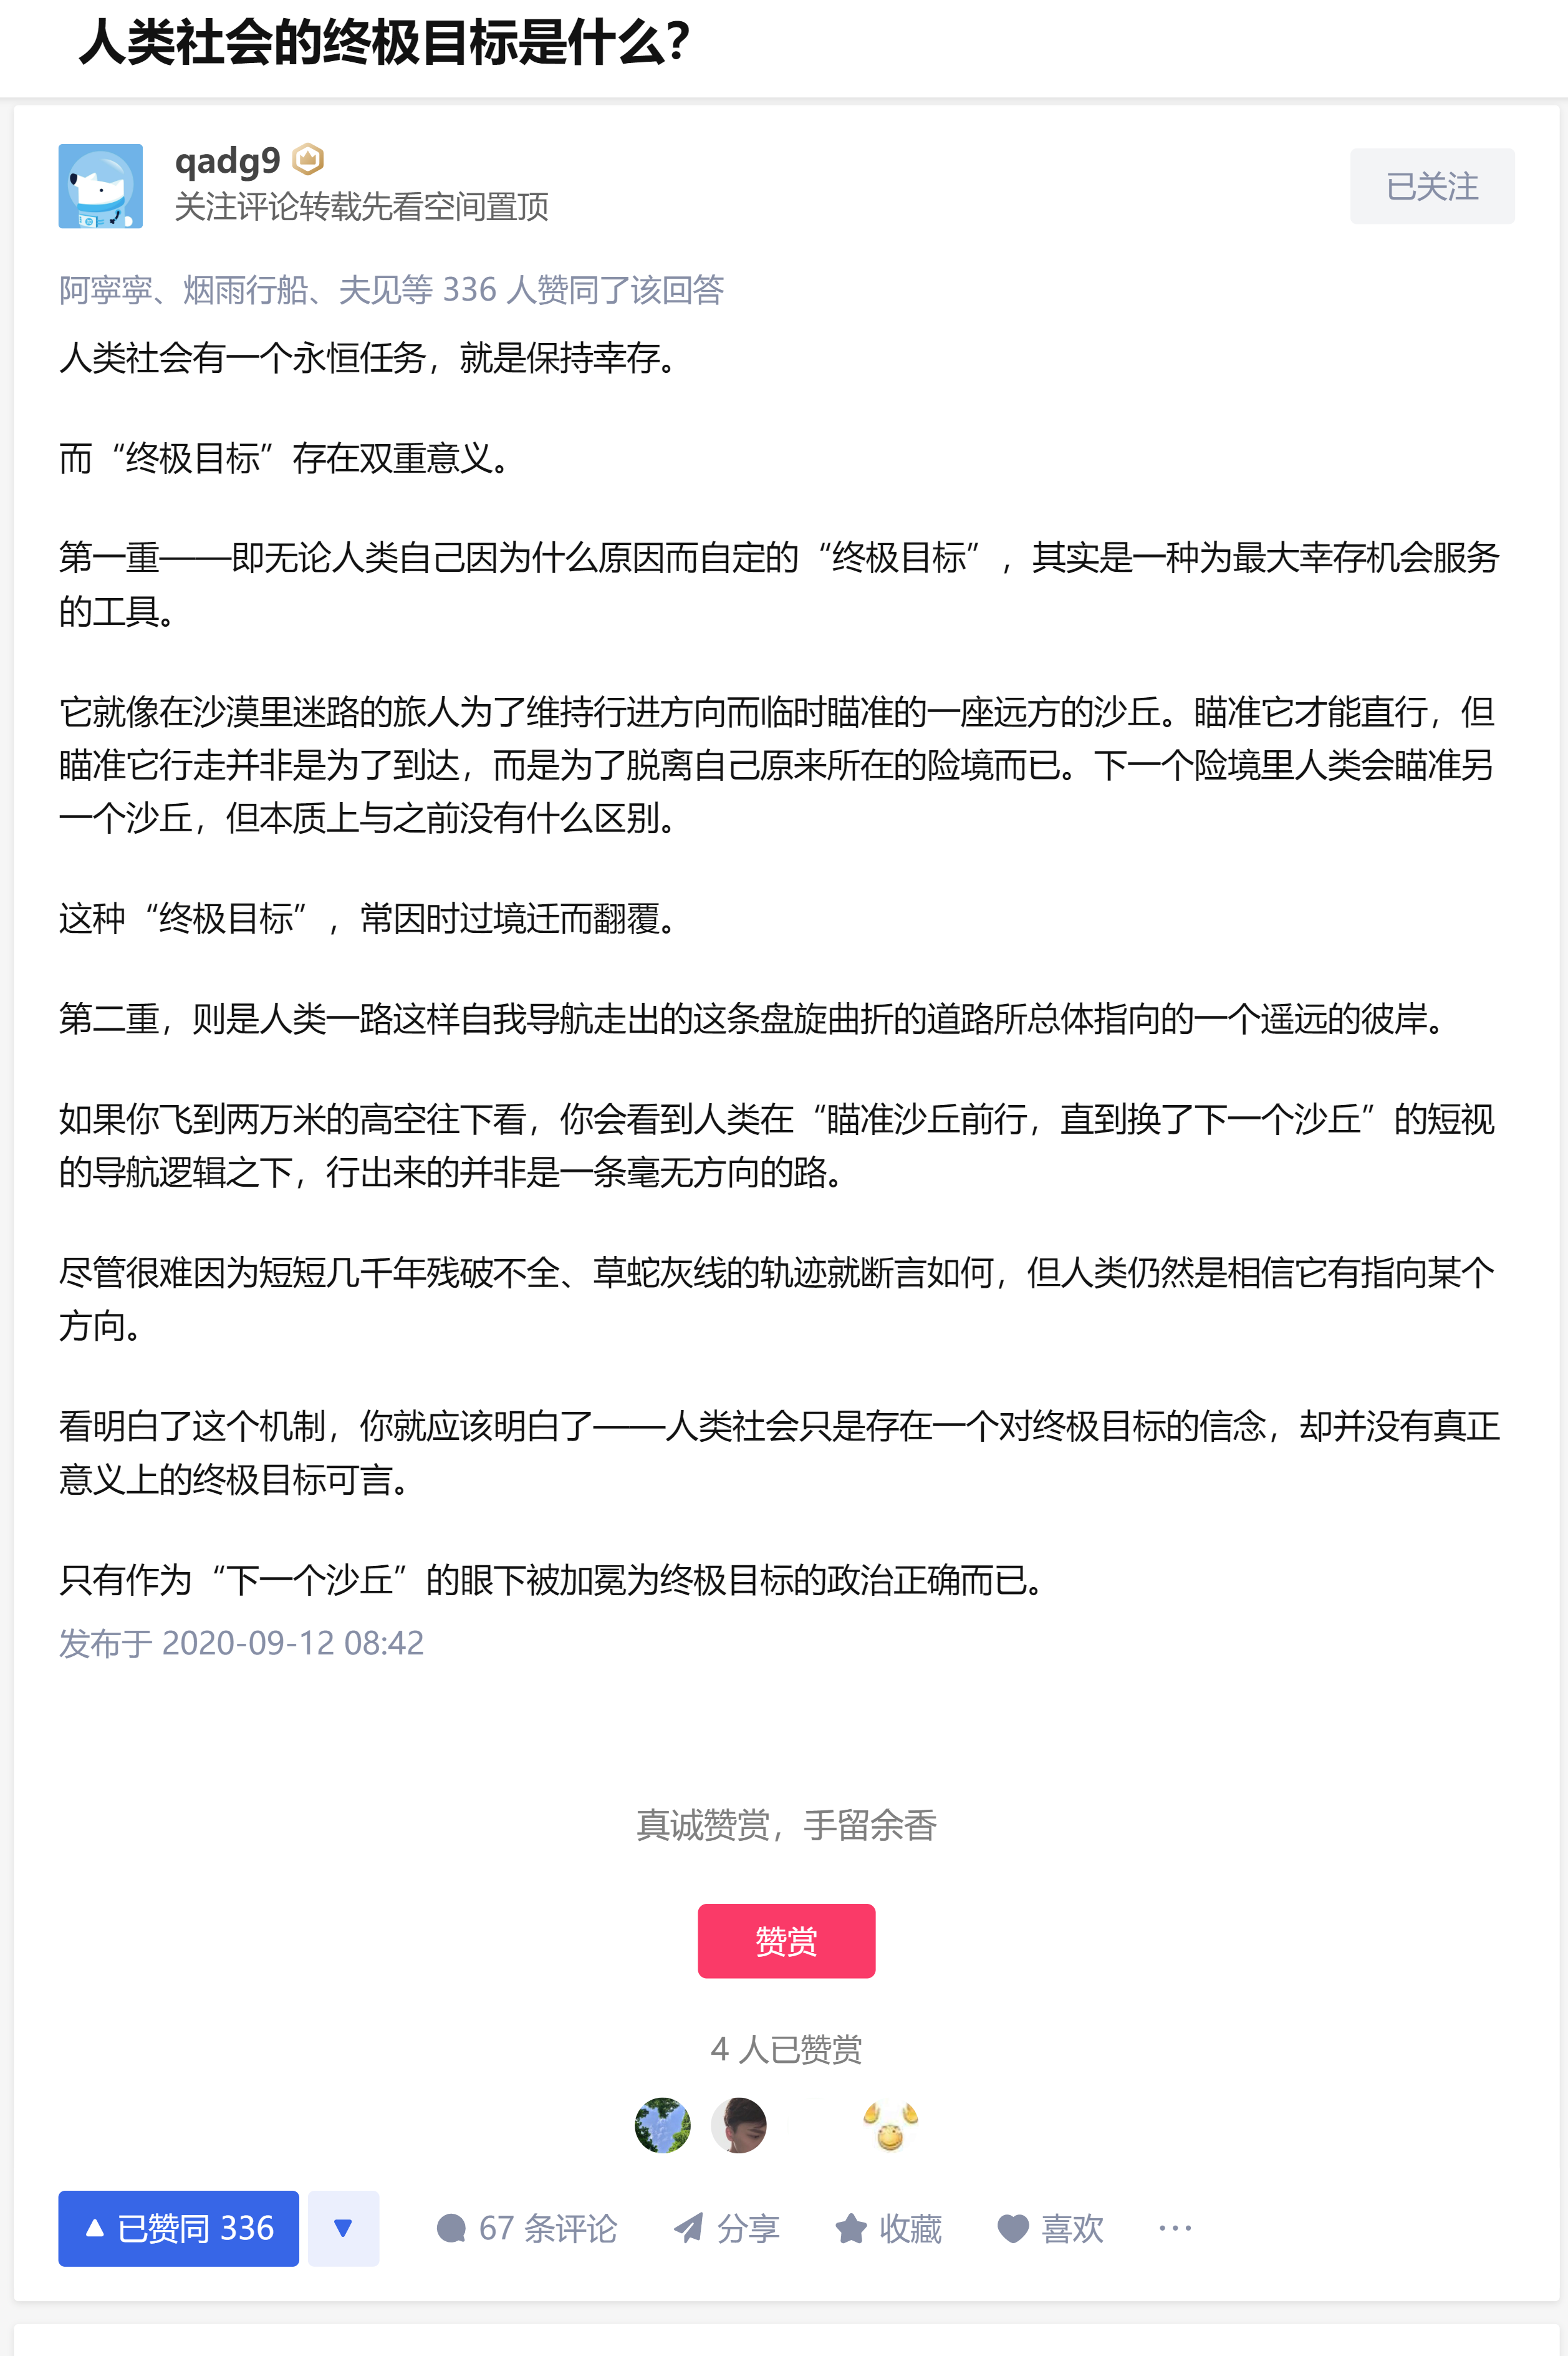 人类社会的终极目标是什么？
qadg9
关注评论转载先看空间置顶
已关注
阿寧寧、烟雨行船、夫见等 336 人赞同了该回答
人类社会有一个永恒任务，就是保持幸存。
而“终极目标”存在双重意义。
第一重——即无论人类自己因为什么原因而自定的“终极目标”，其实是一种为最大幸存机会服务
的工具。
它就像在沙漠里迷路的旅人为了维持行进方向而临时瞄准的一座远方的沙丘。瞄准它才能直行，但
瞄准它行走并非是为了到达，而是为了脱离自己原来所在的险境而已。下一个险境里人类会瞄准另
一个沙丘，但本质上与之前没有什么区别。
这种“终极目标”，常因时过境迁而翻覆。
第二重，则是人类一路这样自我导航走出的这条盘旋曲折的道路所总体指向的一个遥远的彼岸。
如果你飞到两万米的高空往下看，你会看到人类在“瞄准沙丘前行，直到换了下一个沙丘”的短视
的导航逻辑之下，行出来的并非是一条毫无方向的路。
尽管很难因为短短几千年残破不全、草蛇灰线的轨迹就断言如何，但人类仍然是相信它有指向某个
方向。
看明白了这个机制，你就应该明白了——人类社会只是存在一个对终极目标的信念，却并没有真正
意义上的终极目标可言。
只有作为“下一个沙丘”的眼下被加冕为终极目标的政治正确而已。
发布于 2020-09-12 08:42
真诚赞赏，手留余香
赞赏
4 人已赞赏
已赞同 336
67 条评论
分享
收藏
喜欢